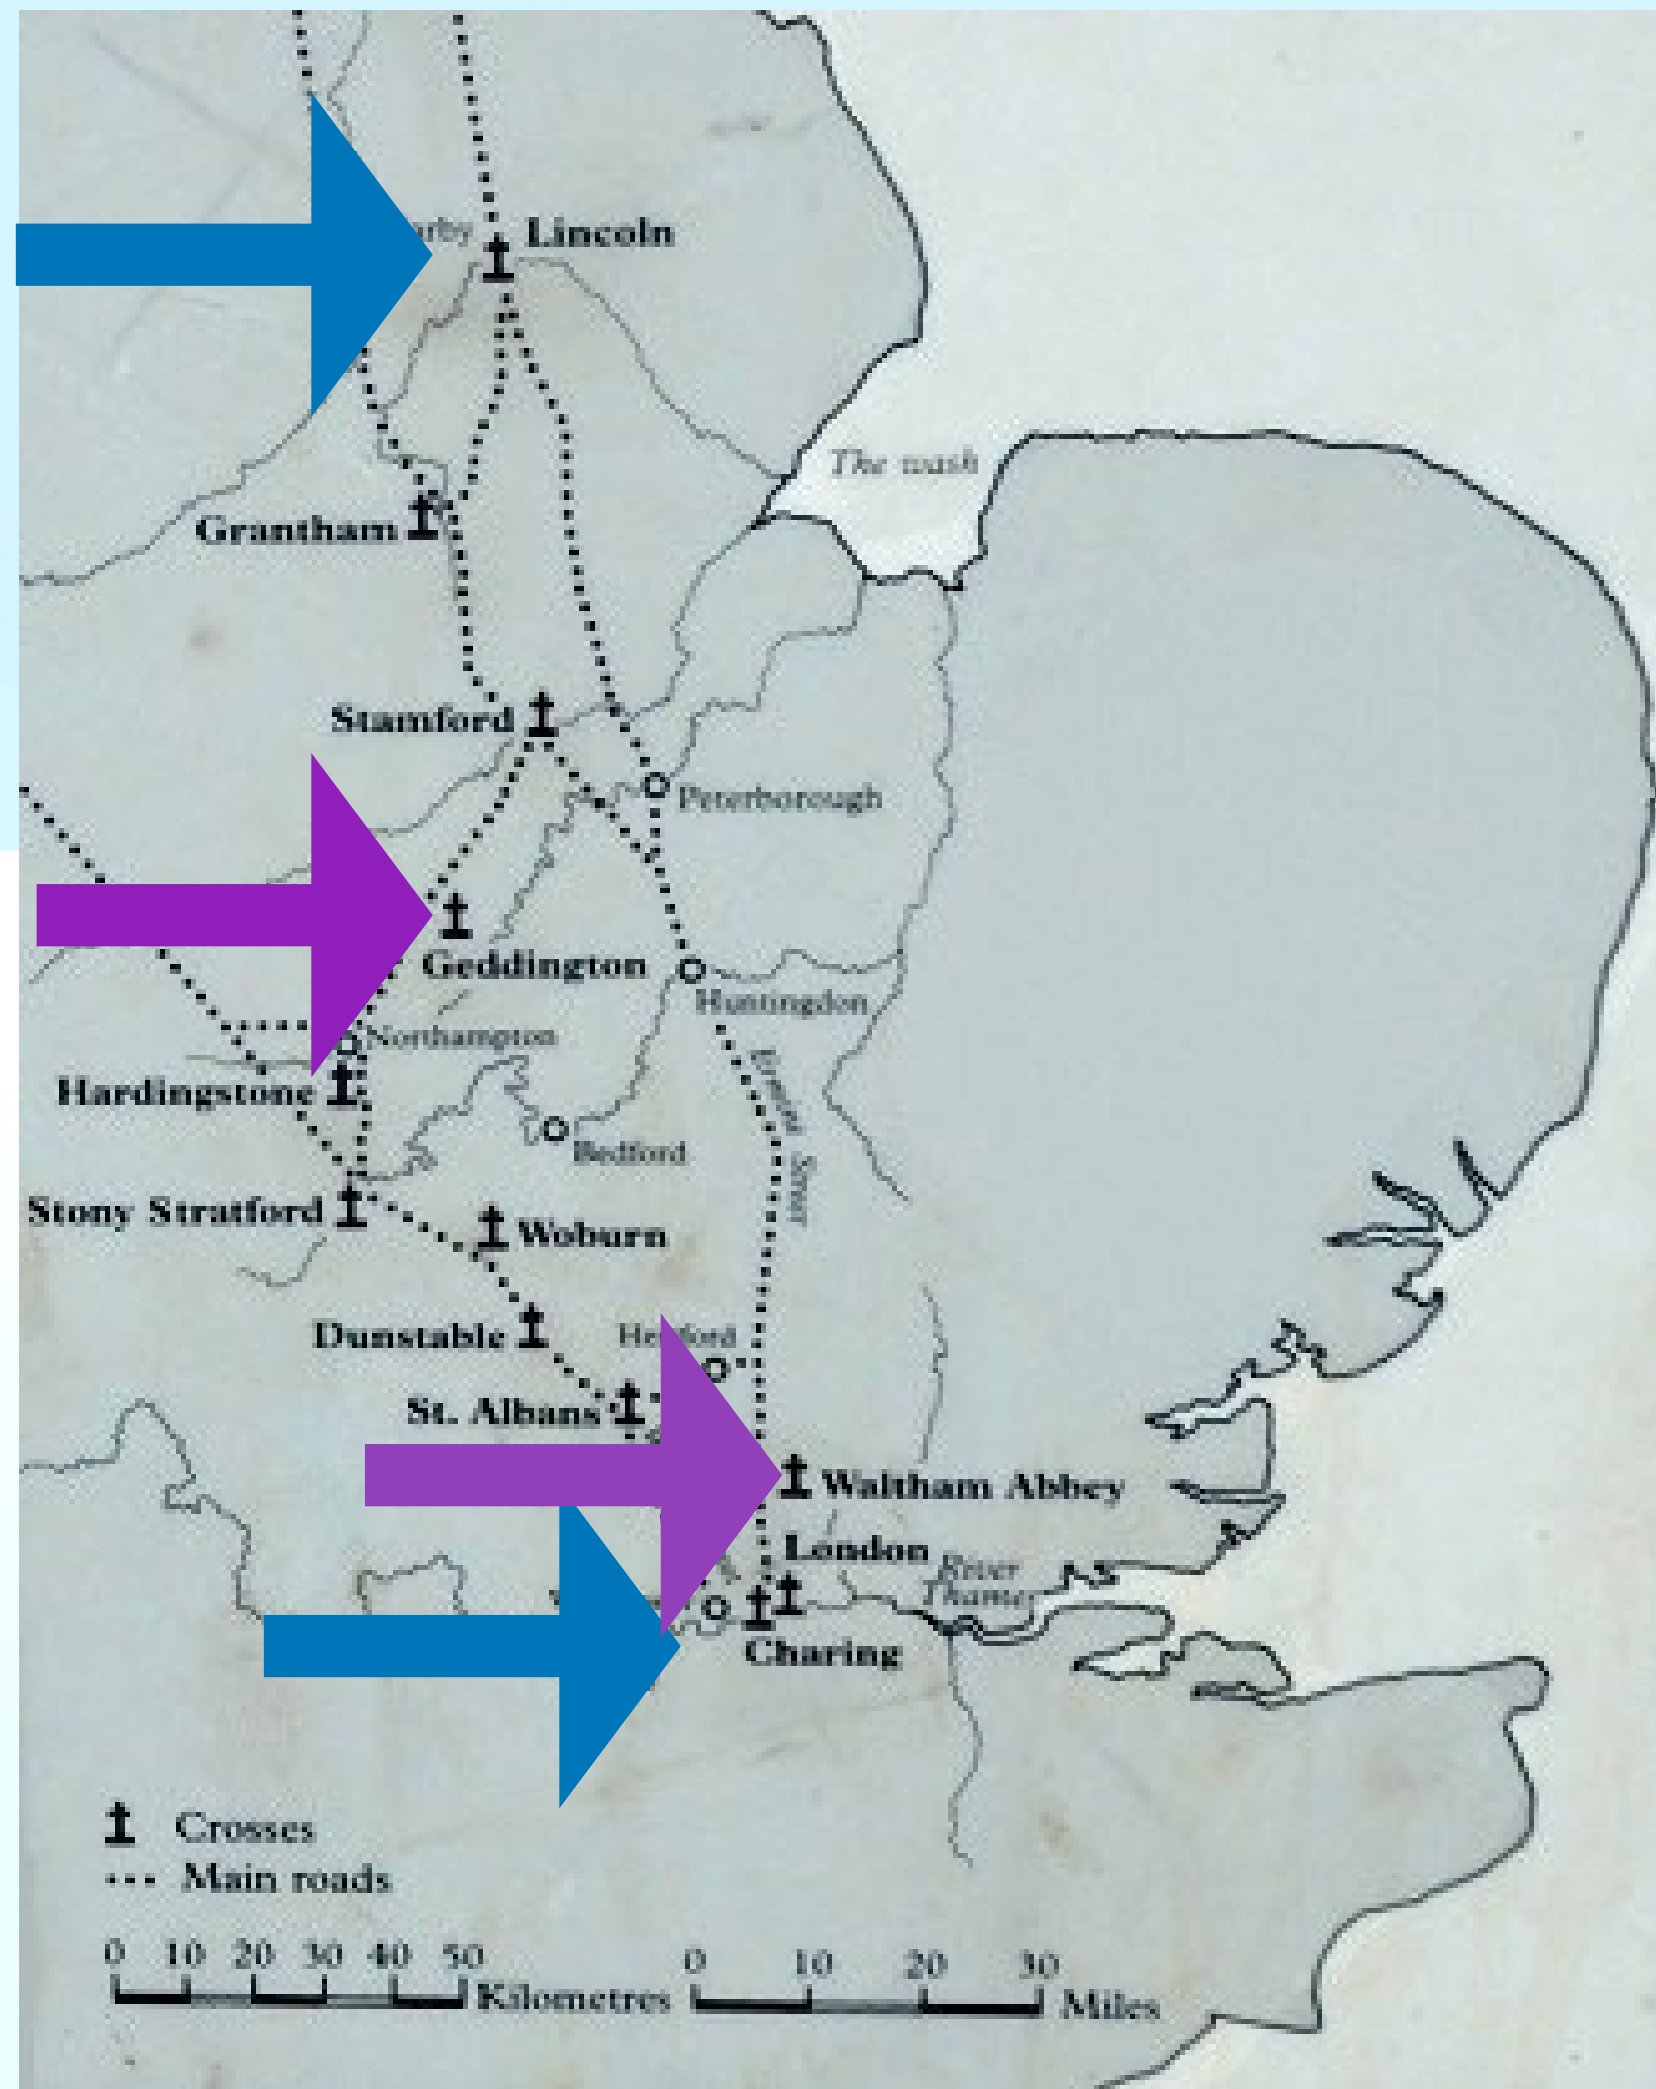 Lincoln
The wash
Grantham
Stamford
Peterborough
Geddington
Huntingdon
Northampton
Hardingstone
Bedford
Stony Stratford
Woburn
Dunstable
St. Albans
Waltham Abbey
London
River
Charing
Crosses
Main roads
0 10 20 30 40 50
Kilometres
0 10 20 30
Miles